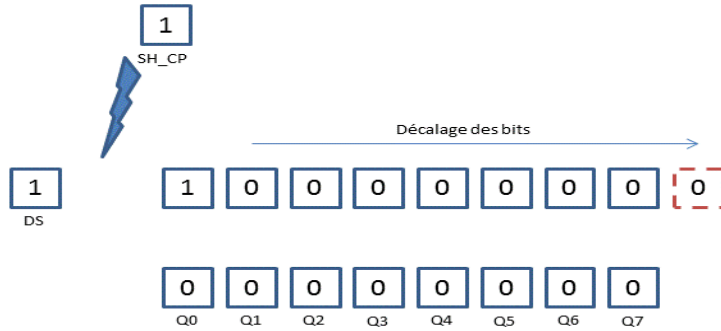 1
SH_CP
Décalage des bits
1 1 0 0 0 0 0 0 0 0
DS
0 0 0 0 0 0 0 0
Q0 Q1 Q2 Q3 Q4 Q5 Q6 Q7